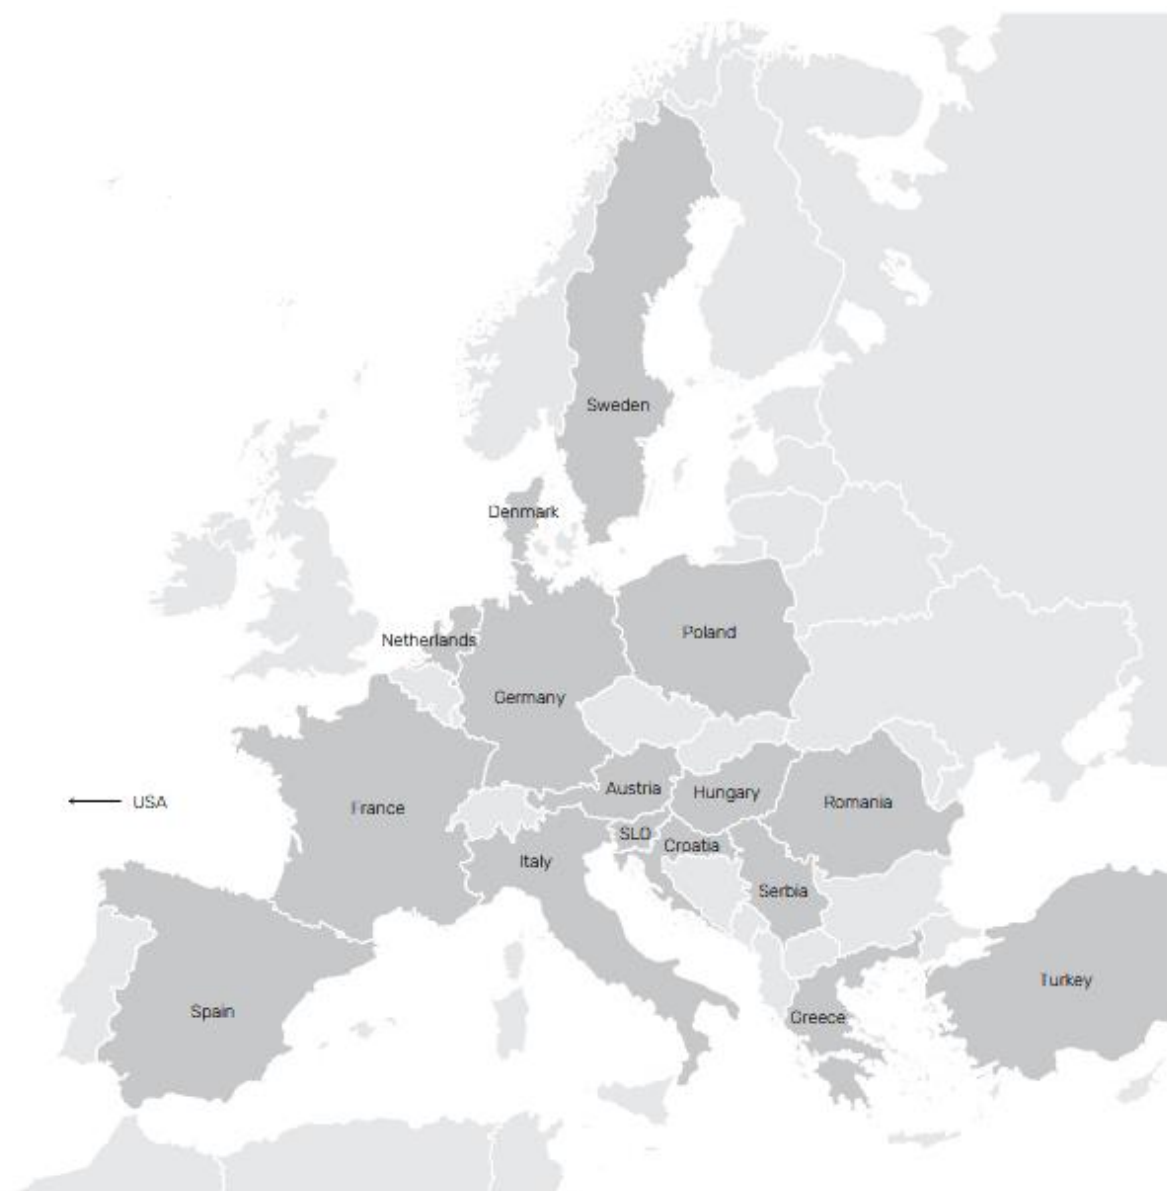 Sweden
Denmark
Netherlands
Poland
Germany
USA
France
Austria
Hungary
Romania
SLO
Croatia
Italy
Serbia
Spain
Turkey
Greece